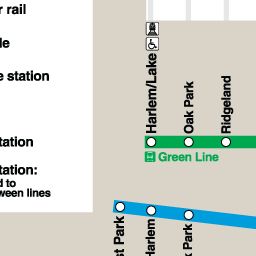 r rail
le
e station
tation
tation:
d to
ween lines
Harlem/Lake
Oak Park
Ridgeland
Green Line
st Park
Harlem
k Park